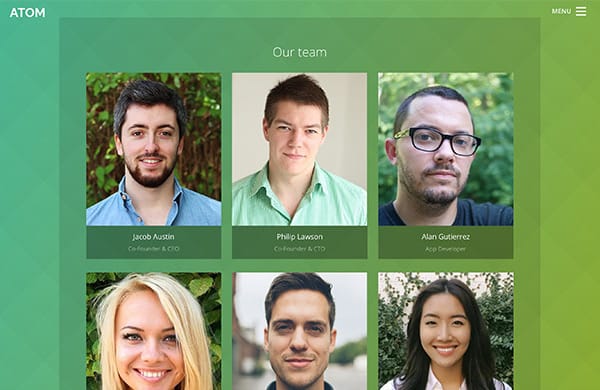 ATOM
MENU
Our team
Jacob Austin
Co-Founder & CEO
Philip Lawson
Co-Founder & CTO
Alan Gutierrez
App Developer